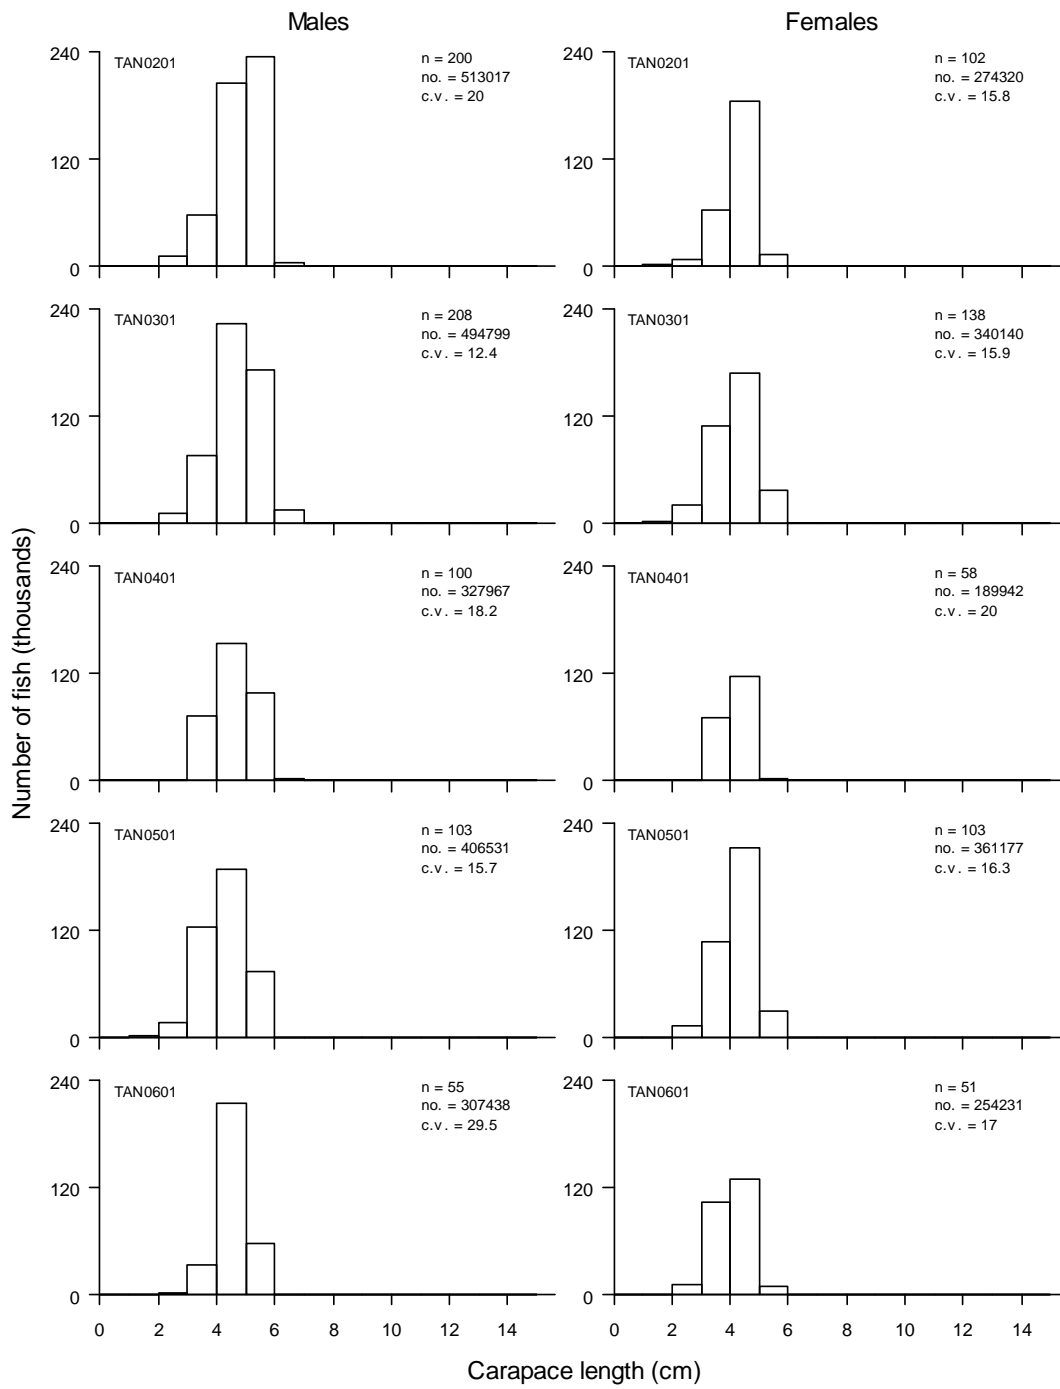 Males Females
240 TAN0201 n = 200 240 TAN0201 n = 102
no. = 513017 no. = 274320
c.v. = 20 c.v. = 15.8
120 120
0 0
240 TAN0301 n = 208 240 TAN0301 n = 138
no. = 494799 no. = 340140
c.v. = 12.4 c.v. = 15.9
120 120
0 0
240 TAN0401 n = 100 240 TAN0401 n = 58
no. = 327967 no. = 189942
c.v. = 18.2 c.v. = 20
120 120
0 0
240 TAN0501 n = 103 240 TAN0501 n = 103
no. = 406531 no. = 361177
c.v. = 15.7 c.v. = 16.3
120 120
0 0
240 TAN0601 n = 55 240 TAN0601 n = 51
no. = 307438 no. = 254231
c.v. = 29.5 c.v. = 17
120 120
0 0
0 2 4 6 8 10 12 14 0 2 4 6 8 10 12 14
Number of fish (thousands)
Carapace length (cm)